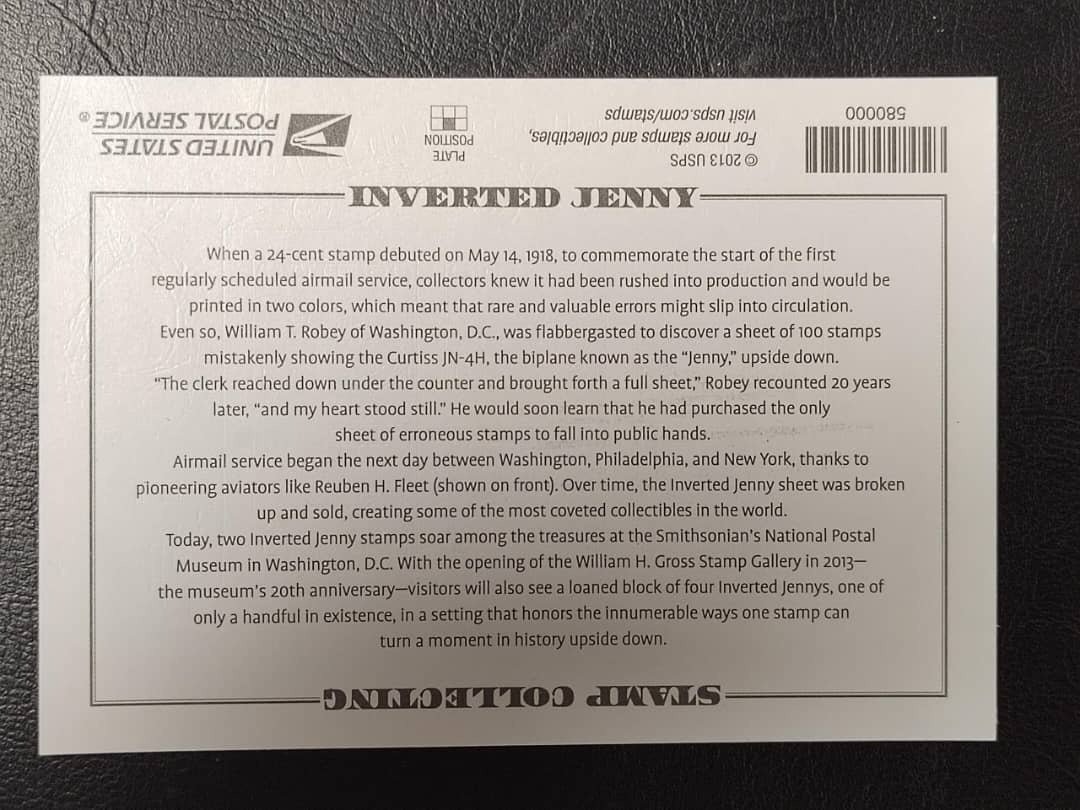 UNITED STATES
POSTAL SERVICE®
PLATE
POSITION
© 2013 USPS
For more stamps and collectibles,
visit usps.com/stamps
580000
INVERTED JENNY
When a 24-cent stamp debuted on May 14, 1918, to commemorate the start of the first
regularly scheduled airmail service, collectors knew it had been rushed into production and would be
printed in two colors, which meant that rare and valuable errors might slip into circulation.
Even so, William T. Robey of Washington, D.C., was flabbergasted to discover a sheet of 100 stamps
mistakenly showing the Curtiss JN-4H, the biplane known as the “Jenny,” upside down.
“The clerk reached down under the counter and brought forth a full sheet,” Robey recounted 20 years
later, “and my heart stood still.” He would soon learn that he had purchased the only
sheet of erroneous stamps to fall into public hands.
Airmail service began the next day between Washington, Philadelphia, and New York, thanks to
pioneering aviators like Reuben H. Fleet (shown on front). Over time, the Inverted Jenny sheet was broken
up and sold, creating some of the most coveted collectibles in the world.
Today, two Inverted Jenny stamps soar among the treasures at the Smithsonian’s National Postal
Museum in Washington, D.C. With the opening of the William H. Gross Stamp Gallery in 2013—
the museum’s 20th anniversary—visitors will also see a loaned block of four Inverted Jennys, one of
only a handful in existence, in a setting that honors the innumerable ways one stamp can
turn a moment in history upside down.
STAMP COLLECTING